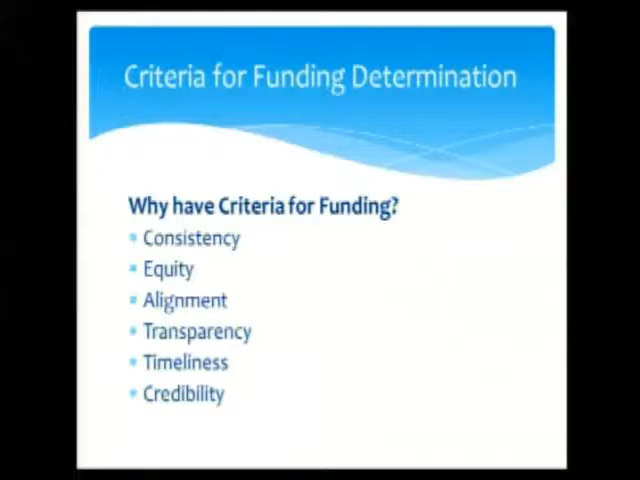 Criteria for Funding Determination
Why have Criteria for Funding?
Consistency
Equity
Alignment
Transparency
Timeliness
Credibility